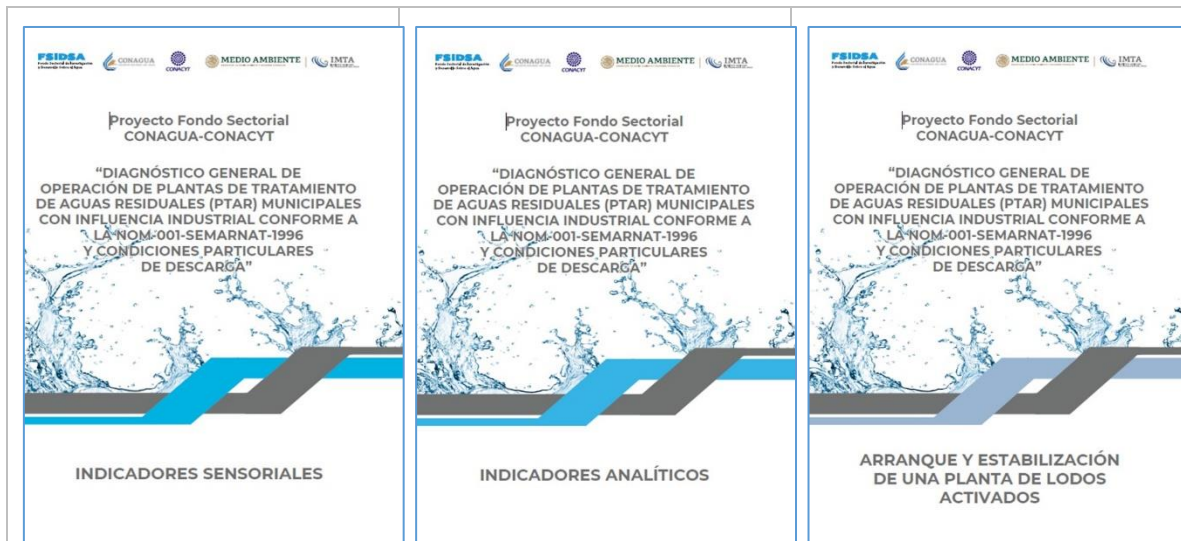 FSIDSA
CONAGUA
CONACYT
MEDIO AMBIENTE
IMTA
Proyecto Fondo Sectorial
CONAGUA-CONACYT
“DIAGNÓSTICO GENERAL DE
OPERACIÓN DE PLANTAS DE TRATAMIENTO
DE AGUAS RESIDUALES (PTAR) MUNICIPALES
CON INFLUENCIA INDUSTRIAL CONFORME A
LA NOM-001-SEMARNAT-1996
Y CONDICIONES PARTICULARES
DE DESCARGA”
INDICADORES SENSORIALES
FSIDSA
CONAGUA
CONACYT
MEDIO AMBIENTE
IMTA
Proyecto Fondo Sectorial
CONAGUA-CONACYT
“DIAGNÓSTICO GENERAL DE
OPERACIÓN DE PLANTAS DE TRATAMIENTO
DE AGUAS RESIDUALES (PTAR) MUNICIPALES
CON INFLUENCIA INDUSTRIAL CONFORME A
LA NOM-001-SEMARNAT-1996
Y CONDICIONES PARTICULARES
DE DESCARGA”
INDICADORES ANALÍTICOS
FSIDSA
CONAGUA
CONACYT
MEDIO AMBIENTE
IMTA
Proyecto Fondo Sectorial
CONAGUA-CONACYT
“DIAGNÓSTICO GENERAL DE
OPERACIÓN DE PLANTAS DE TRATAMIENTO
DE AGUAS RESIDUALES (PTAR) MUNICIPALES
CON INFLUENCIA INDUSTRIAL CONFORME A
LA NOM-001-SEMARNAT-1996
Y CONDICIONES PARTICULARES
DE DESCARGA”
ARRANQUE Y ESTABILIZACIÓN
DE UNA PLANTA DE LODOS
ACTIVADOS